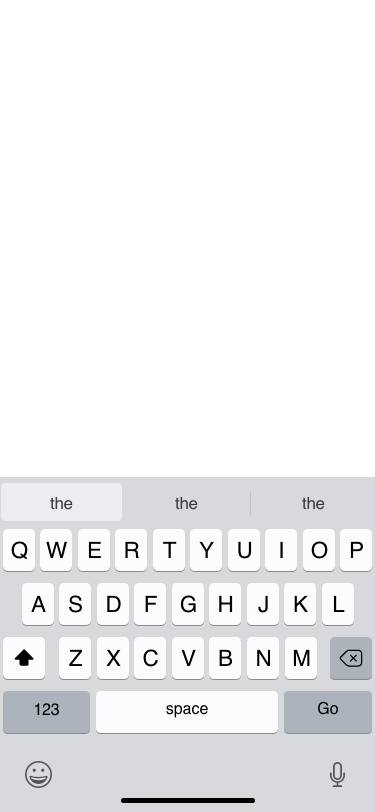 the the the
Q W E R T Y U I O P
A S D F G H J K L
Z X C V B N M
123 space Go